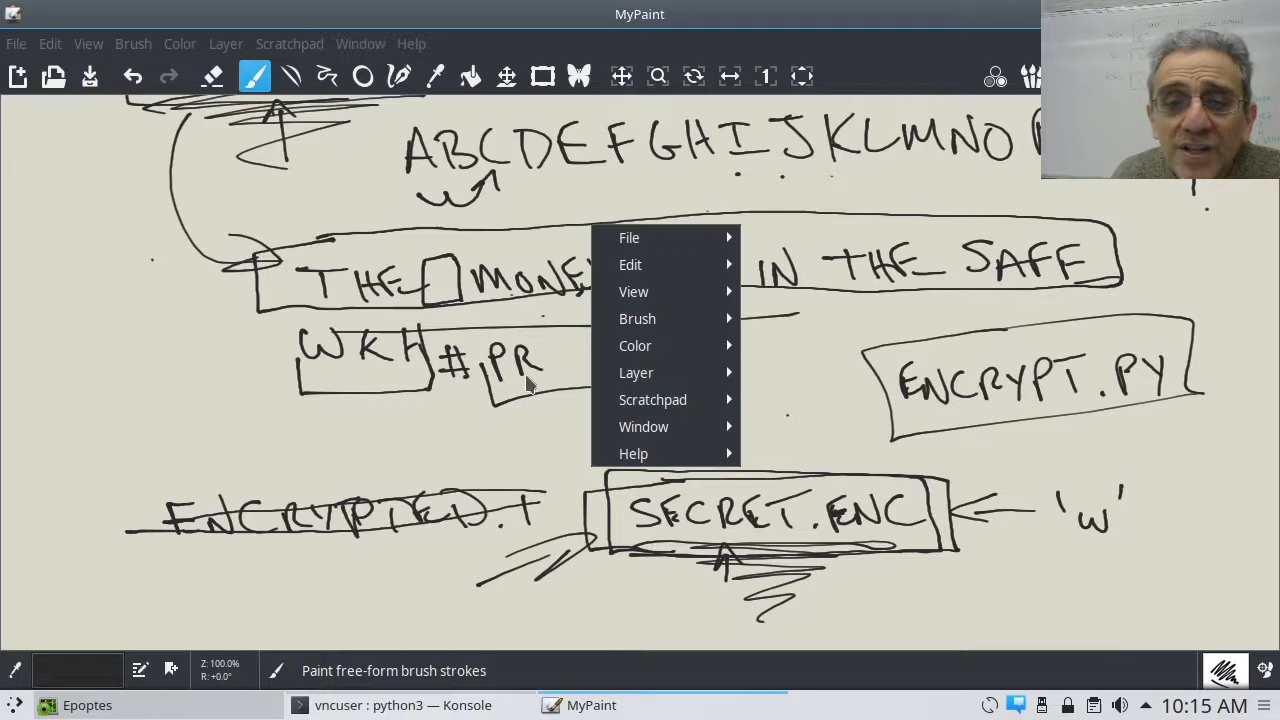 MyPaint
File Edit View Brush Color Layer Scratchpad Window Help
ABCDEFGHIJKLMNO
THE MONE IN THE SAFE
WKH#PR
ENCRYPT.PY
File
Edit
View
Brush
Color
Layer
Scratchpad
Window
Help
ENCRYPTED.T SECRET.ENC 'W'
Z: 100.0%
R: +0.0°
Paint free-form brush strokes
Epoptes vncuser : python3 — Konsole MyPaint 10:15 AM